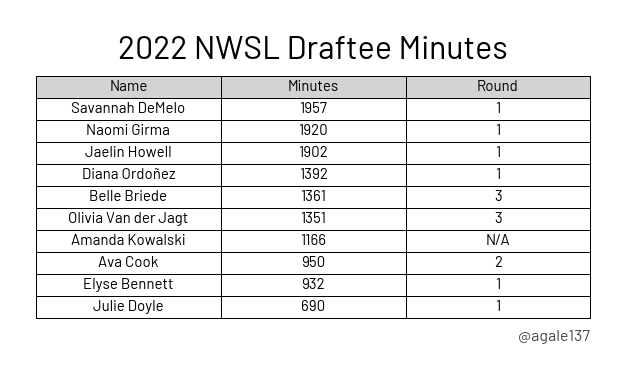 2022 NWSL Draftee Minutes
Name Minutes Round
Savannah DeMelo 1957 1
Naomi Girma 1920 1
Jaelin Howell 1902 1
Diana Ordoñez 1392 1
Belle Briede 1361 3
Olivia Van der Jagt 1351 3
Amanda Kowalski 1166 N/A
Ava Cook 950 2
Elyse Bennett 932 1
Julie Doyle 690 1
@agale137